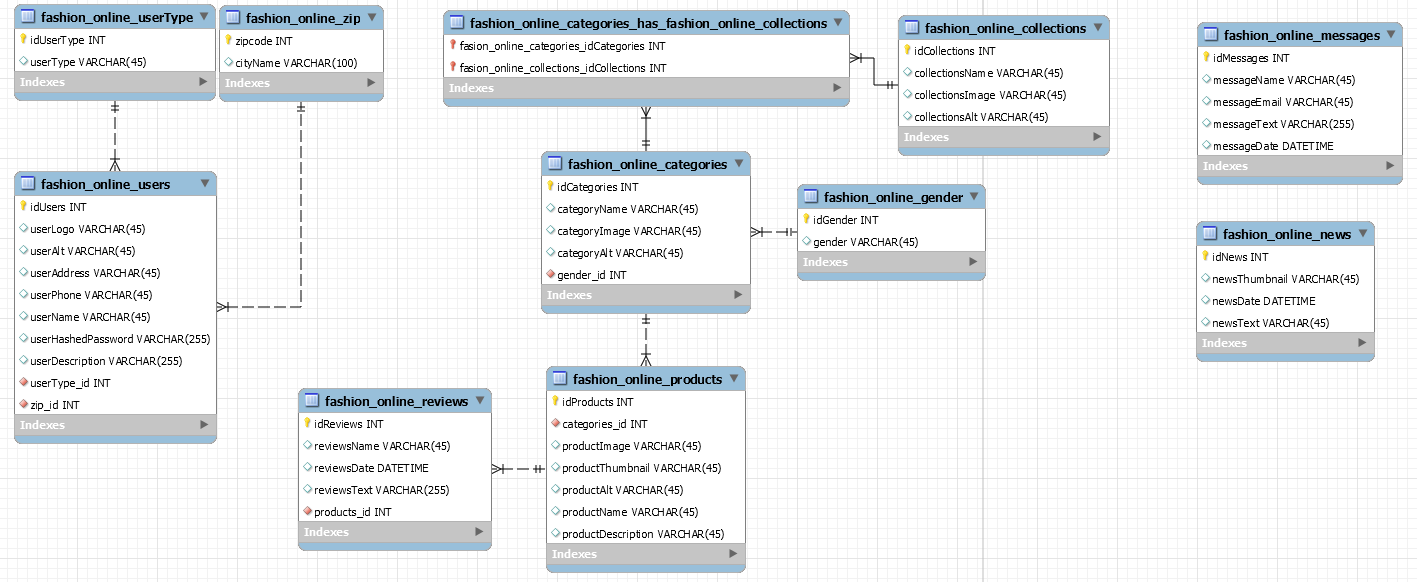 fashion_online_userType
idUserType INT
userType VARCHAR(45)
Indexes
fashion_online_zip
zipcode INT
cityName VARCHAR(100)
Indexes
fashion_online_categories_has_fashion_online_collections
fasion_online_categories_idCategories INT
fasion_online_collections_idCollections INT
Indexes
fashion_online_collections
idCollections INT
collectionsName VARCHAR(45)
collectionsImage VARCHAR(45)
collectionsAlt VARCHAR(45)
Indexes
fashion_online_messages
idMessages INT
messageName VARCHAR(45)
messageEmail VARCHAR(45)
messageText VARCHAR(255)
messageDate DATETIME
Indexes
fashion_online_users
idUsers INT
userLogo VARCHAR(45)
userAlt VARCHAR(45)
userAddress VARCHAR(45)
userPhone VARCHAR(45)
userName VARCHAR(45)
userHashedPassword VARCHAR(255)
userDescription VARCHAR(255)
userType_id INT
zip_id INT
Indexes
fashion_online_categories
idCategories INT
categoryName VARCHAR(45)
categoryImage VARCHAR(45)
categoryAlt VARCHAR(45)
gender_id INT
Indexes
fashion_online_gender
idGender INT
gender VARCHAR(45)
Indexes
fashion_online_news
idNews INT
newsThumbnail VARCHAR(45)
newsDate DATETIME
newsText VARCHAR(45)
Indexes
fashion_online_reviews
idReviews INT
reviewsName VARCHAR(45)
reviewsDate DATETIME
reviewsText VARCHAR(255)
products_id INT
Indexes
fashion_online_products
idProducts INT
categories_id INT
productImage VARCHAR(45)
productThumbnail VARCHAR(45)
productAlt VARCHAR(45)
productName VARCHAR(45)
productDescription VARCHAR(45)
Indexes